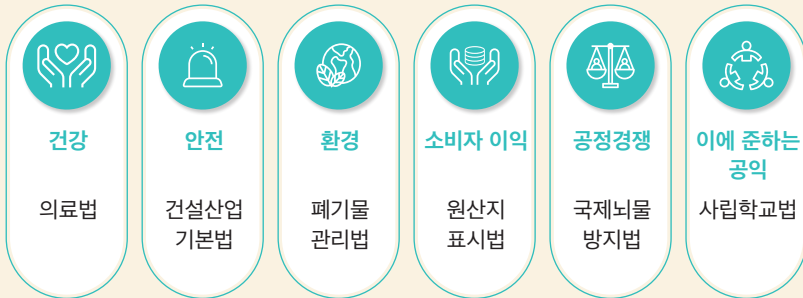 건강
의료법
안전
건설산업
기본법
환경
폐기물
관리법
소비자 이익
원산지
표시법
공정경쟁
국제뇌물
방지법
이에 준하는
공익
사립학교법